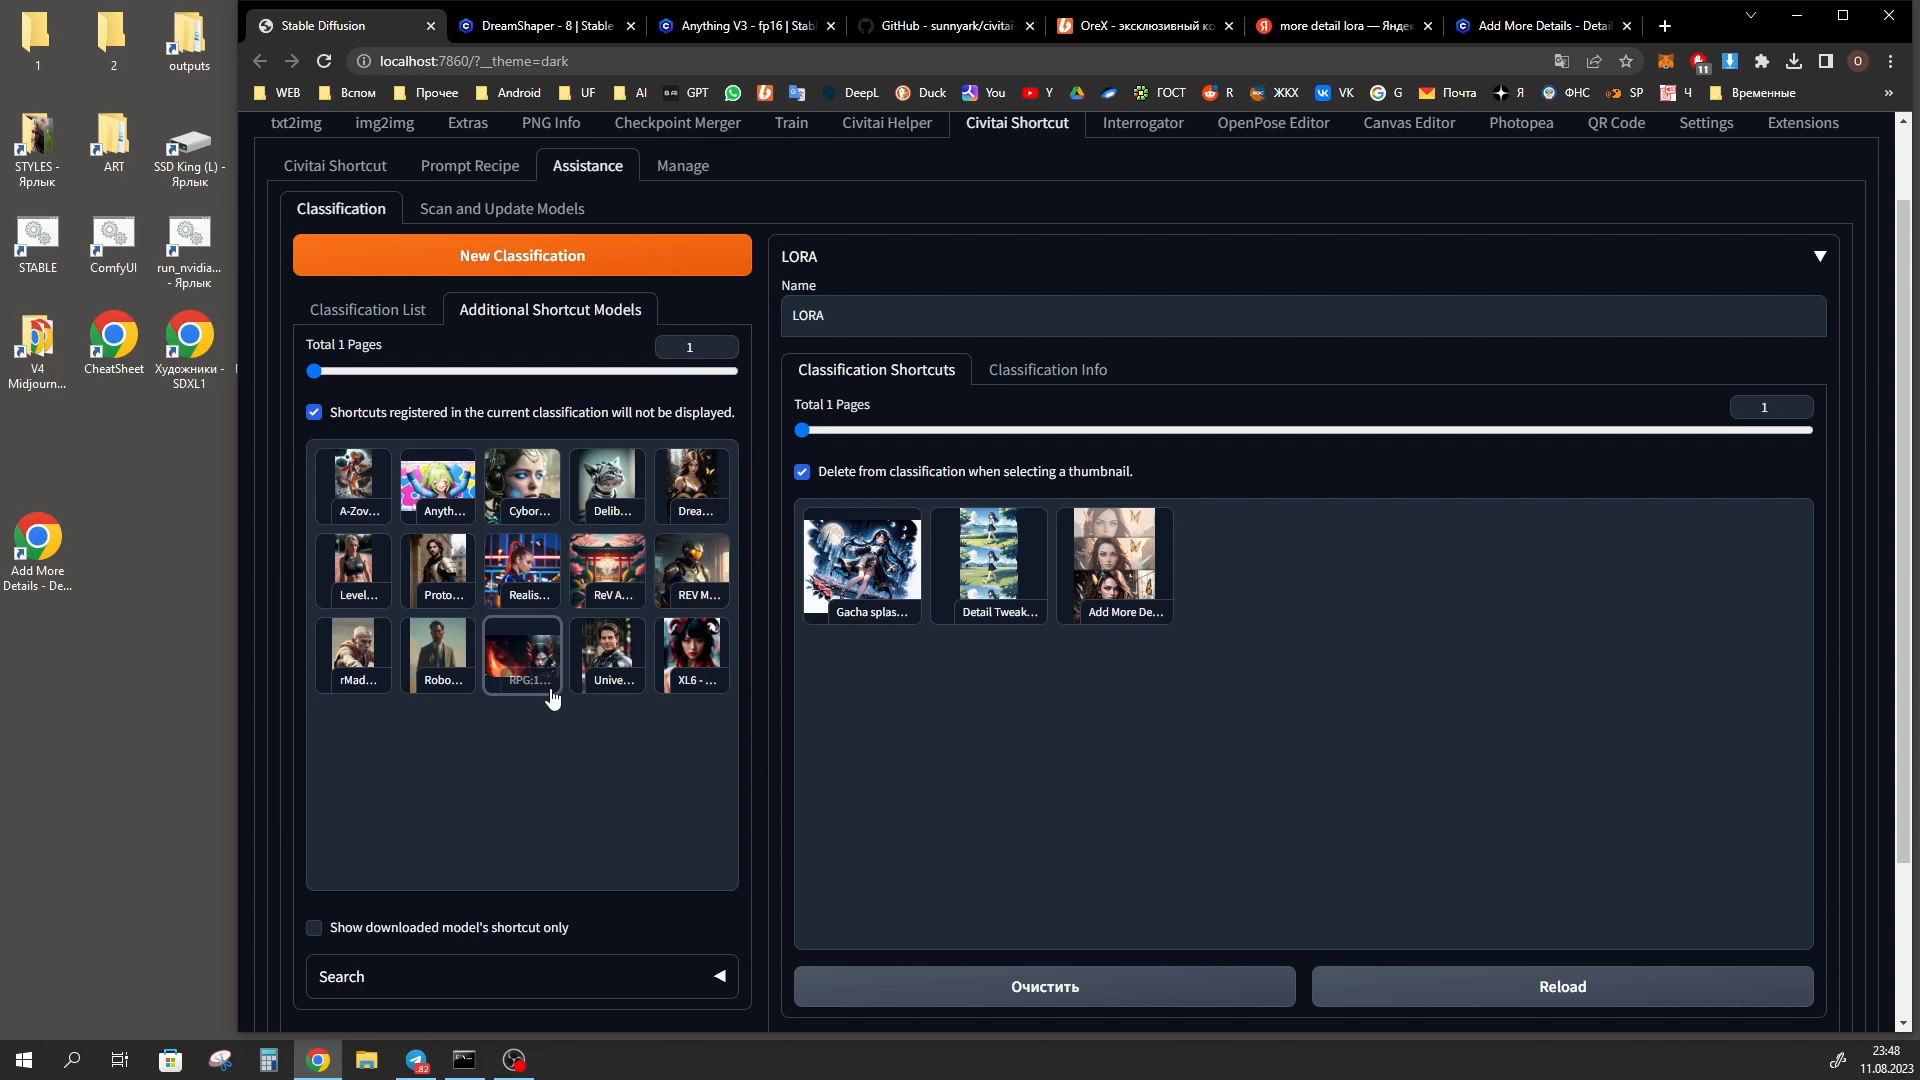 1
2
outputs
STYLES -
Ярлык
ART
SSD King (L) -
Ярлык
STABLE
ComfyUI
run_nvidia...
- Ярлык
V4
Midjourn...
CheatSheet
Художники -
SDXL1
Add More
Details - De...
Stable Diffusion
DreamShaper - 8 | Stable
Anything V3 - fp16 | Stab
GitHub - sunnyark/civitai-
OreX - эксклюзивный ко
more detail lora — Яндек
Add More Details - Detail
localhost:7860/?__theme=dark
11
O
WEB
Вспом
Прочее
Android
UF
AI
GPT
DeepL
Duck
You
Y
ГОСТ
R
ЖКХ
VK
G
Почта
Я
ФНС
SP
Ч
Временные
»
txt2img
img2img
Extras
PNG Info
Checkpoint Merger
Train
Civitai Helper
Civitai Shortcut
Interrogator
OpenPose Editor
Canvas Editor
Photopea
QR Code
Settings
Extensions
Civitai Shortcut
Prompt Recipe
Assistance
Manage
Classification
Scan and Update Models
New Classification
Classification List
Additional Shortcut Models
Total 1 Pages
1
Shortcuts registered in the current classification will not be displayed.
A-Zov...
Anyth...
Cybor...
Delib...
Drea...
Level...
Proto...
Realis...
ReV A...
REV M...
rMad...
Robo...
RPG:1...
Unive...
XL6 - ...
Show downloaded model's shortcut only
Search
LORA
Name
LORA
Classification Shortcuts
Classification Info
Total 1 Pages
1
Delete from classification when selecting a thumbnail.
Gacha splas...
Detail Tweak...
Add More De...
Очистить
Reload
82
23:48
11.08.2023